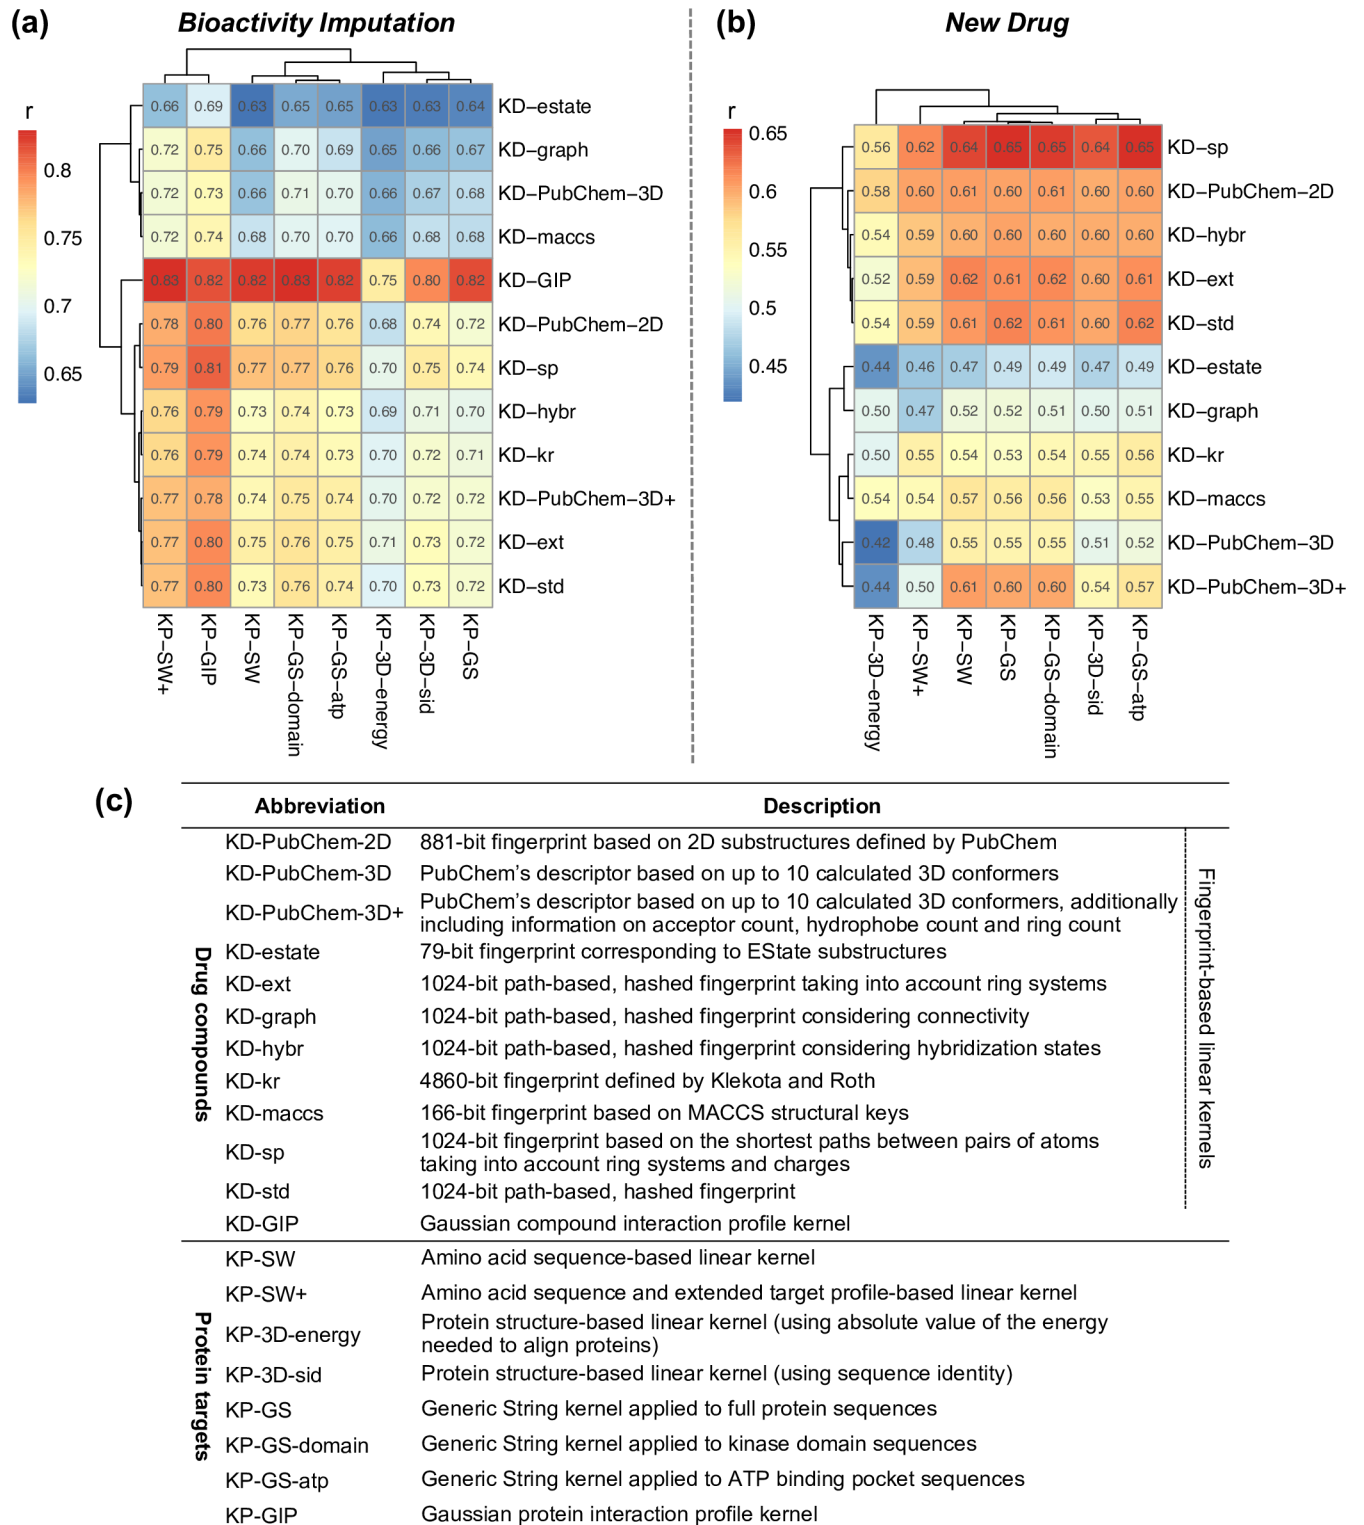 (a)
Bioactivity Imputation
r
0.8
0.75
0.7
0.65
0.66 0.69 0.63 0.65 0.65 0.63 0.63 0.64 KD−estate
0.72 0.75 0.66 0.70 0.69 0.65 0.66 0.67 KD−graph
0.72 0.73 0.66 0.71 0.70 0.66 0.67 0.68 KD−PubChem−3D
0.72 0.74 0.68 0.70 0.70 0.66 0.68 0.68 KD−maccs
0.83 0.82 0.82 0.83 0.82 0.75 0.80 0.82 KD−GIP
0.78 0.80 0.76 0.77 0.76 0.68 0.74 0.72 KD−PubChem−2D
0.79 0.81 0.77 0.77 0.76 0.70 0.75 0.74 KD−sp
0.76 0.79 0.73 0.74 0.73 0.69 0.71 0.70 KD−hybr
0.76 0.79 0.74 0.74 0.73 0.70 0.72 0.71 KD−kr
0.77 0.78 0.74 0.75 0.74 0.70 0.72 0.72 KD−PubChem−3D+
0.77 0.80 0.75 0.76 0.75 0.71 0.73 0.72 KD−ext
0.77 0.80 0.73 0.76 0.74 0.70 0.73 0.72 KD−std
KP−SW+
KP−GIP
KP−SW
KP−GS−domain
KP−GS−atp
KP−3D−energy
KP−3D−sid
KP−GS
(b)
New Drug
r
0.65
0.6
0.55
0.5
0.45
0.56 0.62 0.64 0.65 0.65 0.64 0.65 KD−sp
0.58 0.60 0.61 0.60 0.61 0.60 0.60 KD−PubChem−2D
0.54 0.59 0.60 0.60 0.60 0.60 0.60 KD−hybr
0.52 0.59 0.62 0.61 0.62 0.60 0.61 KD−ext
0.54 0.59 0.61 0.62 0.61 0.60 0.62 KD−std
0.44 0.46 0.47 0.49 0.49 0.47 0.49 KD−estate
0.50 0.47 0.52 0.52 0.51 0.50 0.51 KD−graph
0.50 0.55 0.54 0.53 0.54 0.55 0.56 KD−kr
0.54 0.54 0.57 0.56 0.56 0.53 0.55 KD−maccs
0.42 0.48 0.55 0.55 0.55 0.51 0.52 KD−PubChem−3D
0.44 0.50 0.61 0.60 0.60 0.54 0.57 KD−PubChem−3D+
KP−3D−energy
KP−SW+
KP−SW
KP−GS
KP−GS−domain
KP−3D−sid
KP−GS−atp
(c)
Abbreviation Description
Drug compounds
KD-PubChem-2D 881-bit fingerprint based on 2D substructures defined by PubChem
KD-PubChem-3D PubChem's descriptor based on up to 10 calculated 3D conformers
KD-PubChem-3D+ PubChem's descriptor based on up to 10 calculated 3D conformers, additionally
including information on acceptor count, hydrophobe count and ring count
KD-estate 79-bit fingerprint corresponding to EState substructures
KD-ext 1024-bit path-based, hashed fingerprint taking into account ring systems
KD-graph 1024-bit path-based, hashed fingerprint considering connectivity
KD-hybr 1024-bit path-based, hashed fingerprint considering hybridization states
KD-kr 4860-bit fingerprint defined by Klekota and Roth
KD-maccs 166-bit fingerprint based on MACCS structural keys
KD-sp 1024-bit fingerprint based on the shortest paths between pairs of atoms
taking into account ring systems and charges
KD-std 1024-bit path-based, hashed fingerprint
KD-GIP Gaussian compound interaction profile kernel
Fingerprint-based linear kernels
Protein targets
KP-SW Amino acid sequence-based linear kernel
KP-SW+ Amino acid sequence and extended target profile-based linear kernel
KP-3D-energy Protein structure-based linear kernel (using absolute value of the energy
needed to align proteins)
KP-3D-sid Protein structure-based linear kernel (using sequence identity)
KP-GS Generic String kernel applied to full protein sequences
KP-GS-domain Generic String kernel applied to kinase domain sequences
KP-GS-atp Generic String kernel applied to ATP binding pocket sequences
KP-GIP Gaussian protein interaction profile kernel